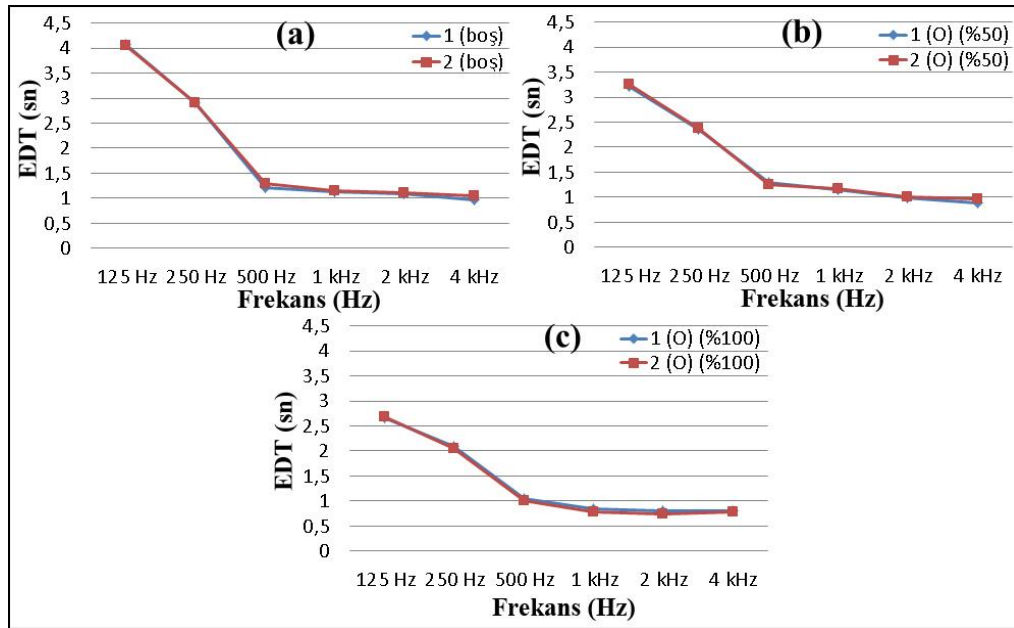 (a)
1 (boş)
2 (boş)
EDT (sn)
4,5
4
3,5
3
2,5
2
1,5
1
0,5
0
125 Hz 250 Hz 500 Hz 1 kHz 2 kHz 4 kHz
Frekans (Hz)
(b)
1 (O) (%50)
2 (O) (%50)
EDT (sn)
4,5
4
3,5
3
2,5
2
1,5
1
0,5
0
125 Hz 250 Hz 500 Hz 1 kHz 2 kHz 4 kHz
Frekans (Hz)
(c)
1 (O) (%100)
2 (O) (%100)
EDT (sn)
4,5
4
3,5
3
2,5
2
1,5
1
0,5
0
125 Hz 250 Hz 500 Hz 1 kHz 2 kHz 4 kHz
Frekans (Hz)